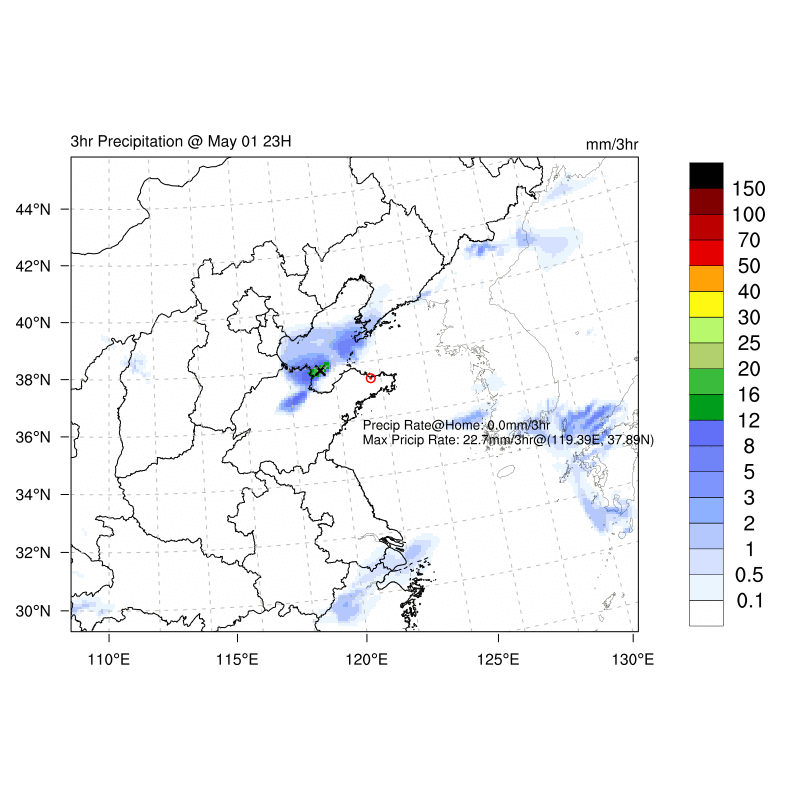 3hr Precipitation @ May 01 23H
mm/3hr
44°N
42°N
40°N
38°N
36°N
34°N
32°N
30°N
Precip Rate@Home: 0.0mm/3hr
Max Pricip Rate: 22.7mm/3hr@(119.39E, 37.89N)
110°E
115°E
120°E
125°E
130°E
150
100
70
50
40
30
25
20
16
12
8
5
3
2
1
0.5
0.1